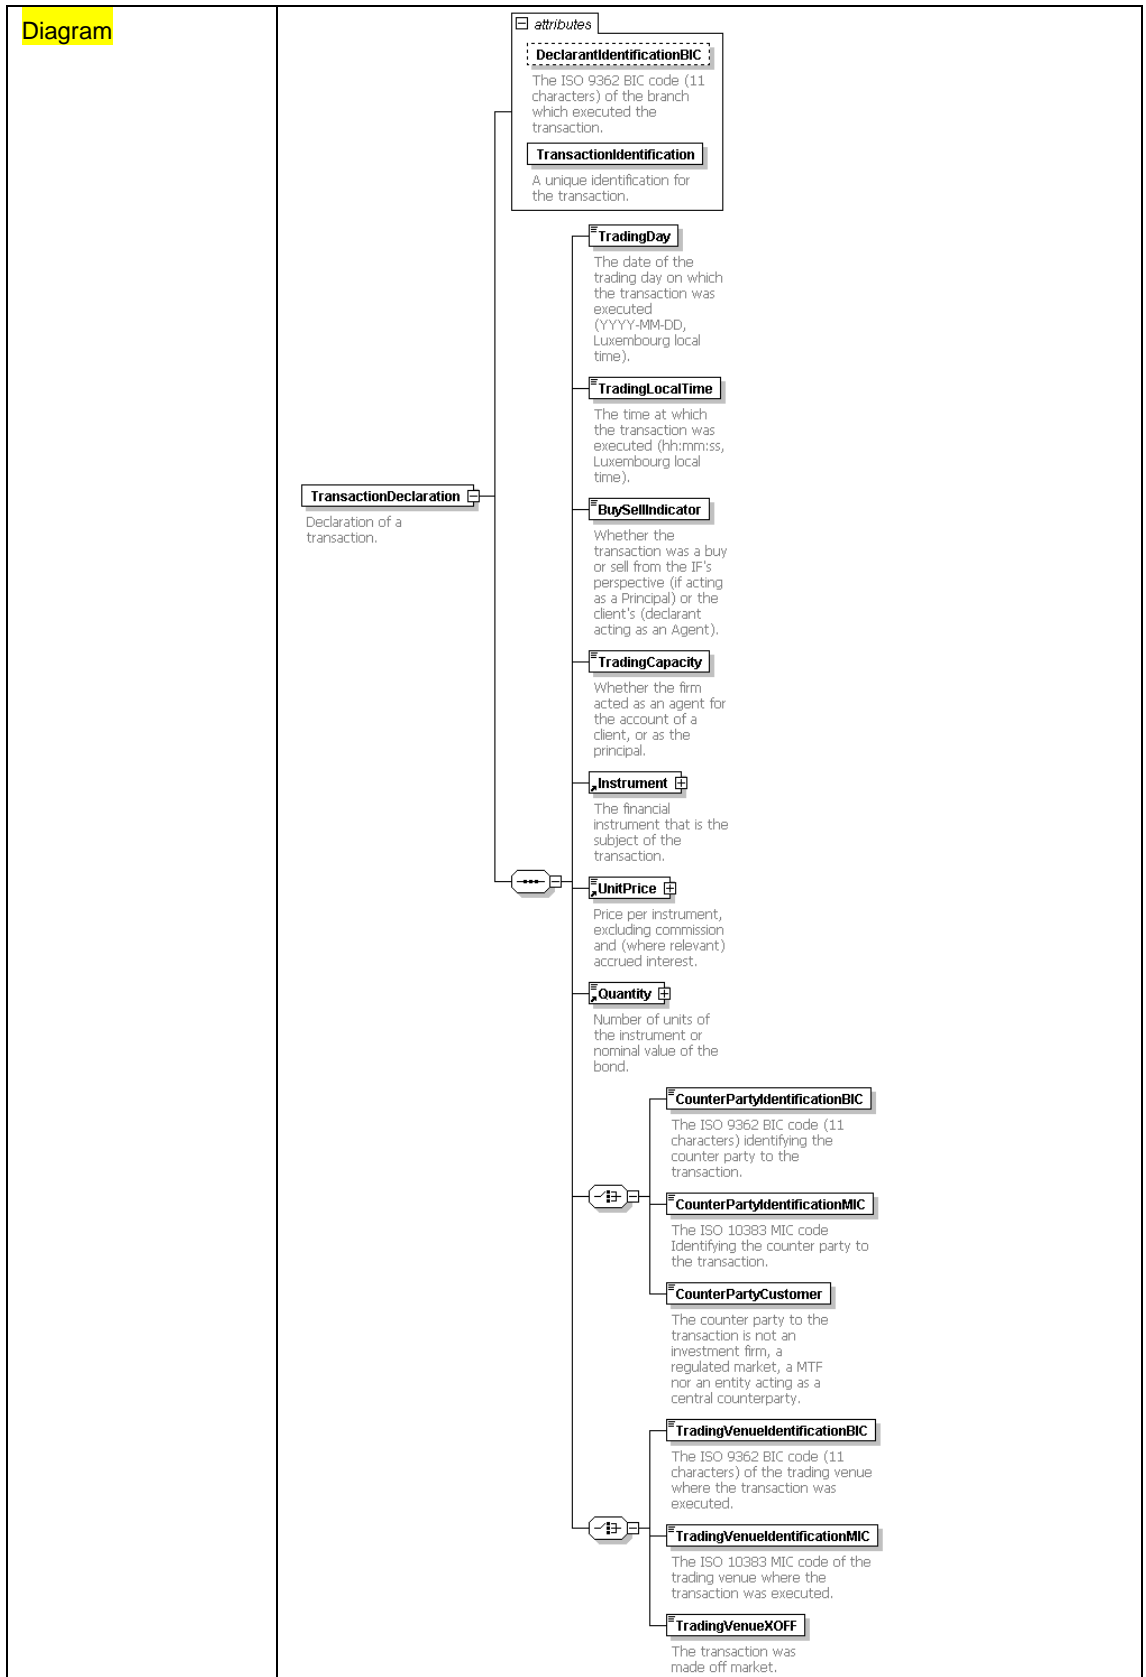 Diagram
attributes
DeclarantIdentificationBIC
The ISO 9362 BIC code (11
characters) of the branch
which executed the
transaction.
TransactionIdentification
A unique identification for
the transaction.
TradingDay
The date of the
trading day on which
the transaction was
executed
(YYYY-MM-DD,
Luxembourg local
time).
TradingLocalTime
The time at which
the transaction was
executed (hh:mm:ss,
Luxembourg local
time).
TransactionDeclaration
Declaration of a
transaction.
BuySellIndicator
Whether the
transaction was a buy
or sell from the IF's
perspective (if acting
as a Principal) or the
client's (declarant
acting as an Agent).
TradingCapacity
Whether the firm
acted as an agent for
the account of a
client, or as the
principal.
Instrument
The financial
instrument that is the
subject of the
transaction.
UnitPrice
Price per instrument,
excluding commission
and (where relevant)
accrued interest.
Quantity
Number of units of
the instrument or
nominal value of the
bond.
CounterPartyIdentificationBIC
The ISO 9362 BIC code (11
characters) identifying the
counter party to the
transaction.
CounterPartyIdentificationMIC
The ISO 10383 MIC code
Identifying the counter party to
the transaction.
CounterPartyCustomer
The counter party to the
transaction is not an
investment firm, a
regulated market, a MTF
nor an entity acting as a
central counterparty.
TradingVenueIdentificationBIC
The ISO 9362 BIC code (11
characters) of the trading venue
where the transaction was
executed.
TradingVenueIdentificationMIC
The ISO 10383 MIC code of the
trading venue where the
transaction was executed.
TradingVenueXOFF
The transaction was
made off market.